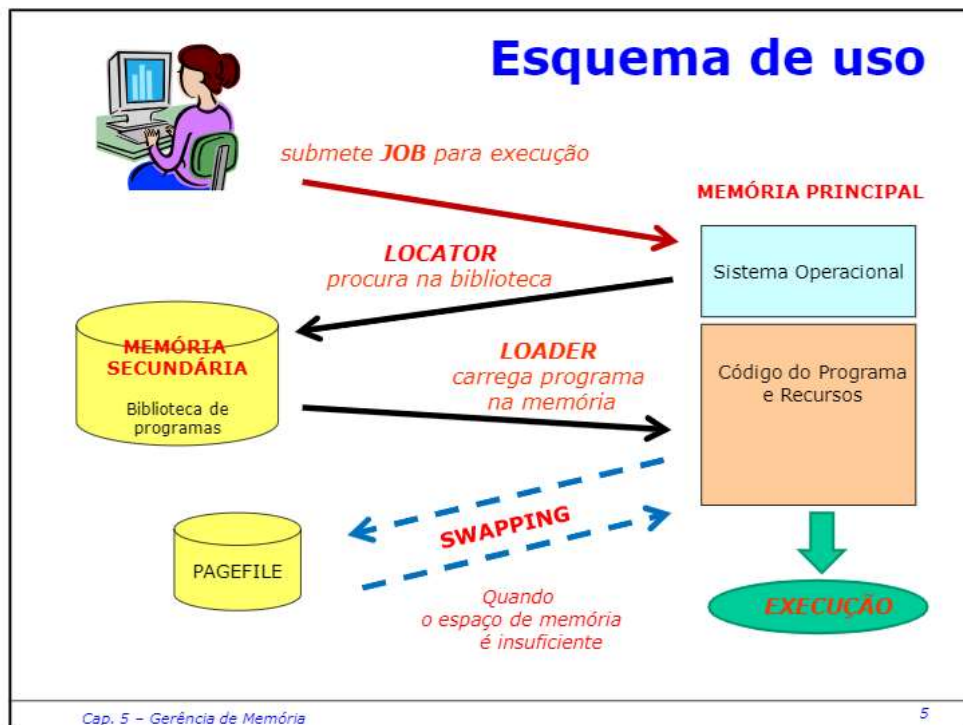 Esquema de uso
submete JOB para execução
MEMÓRIA PRINCIPAL
Sistema Operacional
LOCATOR
procura na biblioteca
MEMÓRIA
SECUNDÁRIA
Biblioteca de
programas
LOADER
carrega programa
na memória
Código do Programa
e Recursos
SWAPPING
PAGEFILE
Quando
o espaço de memória
é insuficiente
EXECUÇÃO
Cap. 5 – Gerência de Memória
5